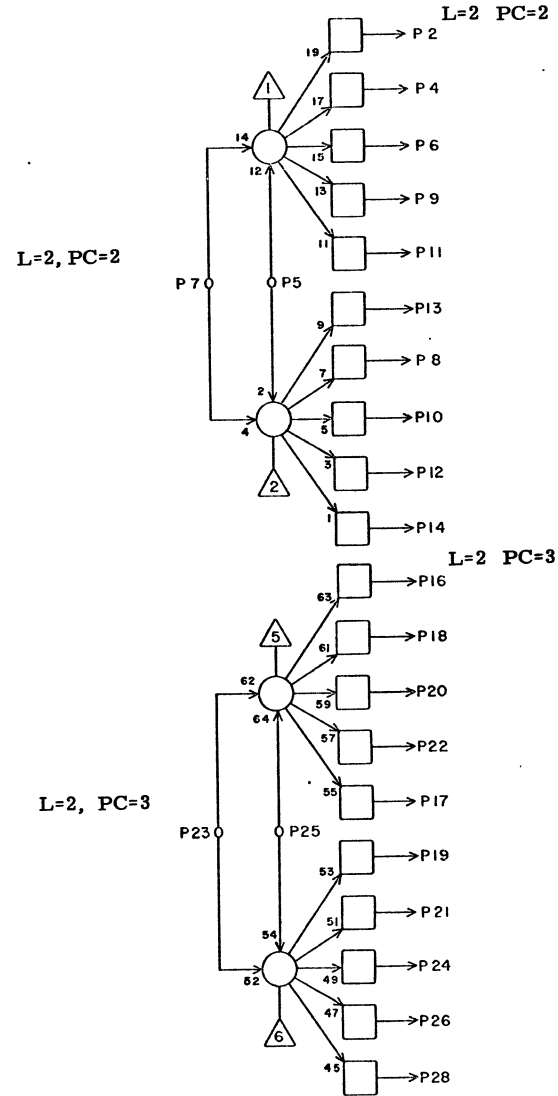 L=2 PC=2
19 P 2
1
17 P 4
14
15 P 6
12
13 P 9
11 P11
L=2, PC=2
P 7 P5
9 P13
7 P 8
2
4
5 P10
3 P12
2
1 P14
L=2 PC=3
63 P16
5
61 P18
62
59 P20
64
57 P22
55 P17
L=2, PC=3
P23 P25
53 P19
51 P21
54
52
49 P24
47 P26
6
45 P28